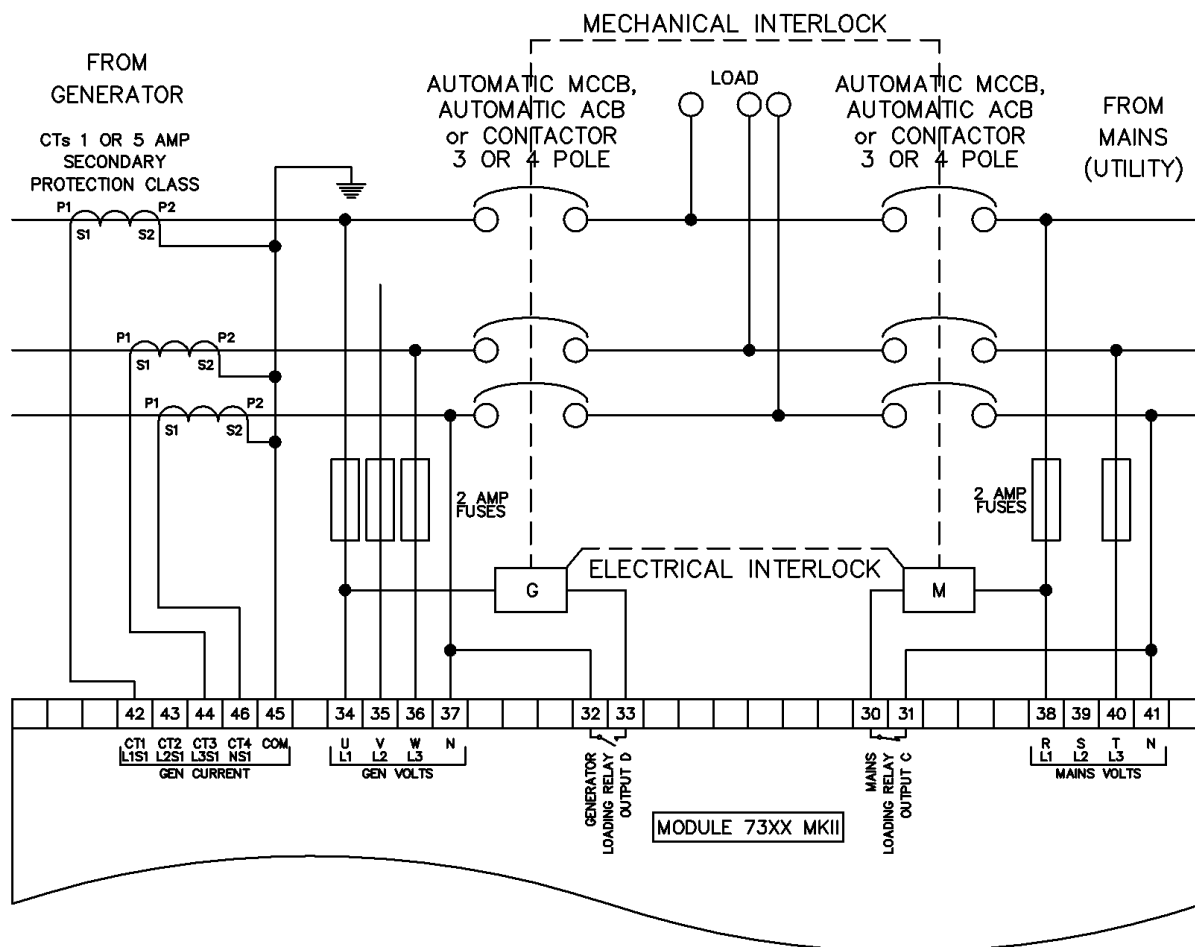 MECHANICAL INTERLOCK
FROM
GENERATOR
CTs 1 OR 5 AMP
SECONDARY
PROTECTION CLASS
AUTOMATIC MCCB,
AUTOMATIC ACB
or CONTACTOR
3 OR 4 POLE
LOAD
AUTOMATIC MCCB,
AUTOMATIC ACB
or CONTACTOR
3 OR 4 POLE
FROM
MAINS
(UTILITY)
P1 P2
S1 S2
P1 P2
S1 S2
P1 P2
S1 S2
2 AMP
FUSES
2 AMP
FUSES
ELECTRICAL INTERLOCK
G
M
42 43 44 46 45 34 35 36 37 32 33 30 31 38 39 40 41
CT1 CT2 CT3 CT4 COM
L1S1 L2S1 L3S1 NS1
GEN CURRENT
U V W N
L1 L2 L3
GEN VOLTS
GENERATOR
LOADING RELAY
OUTPUT D
MAINS
LOADING RELAY
OUTPUT C
R S T N
L1 L2 L3
MAINS VOLTS
MODULE 73XX MKII